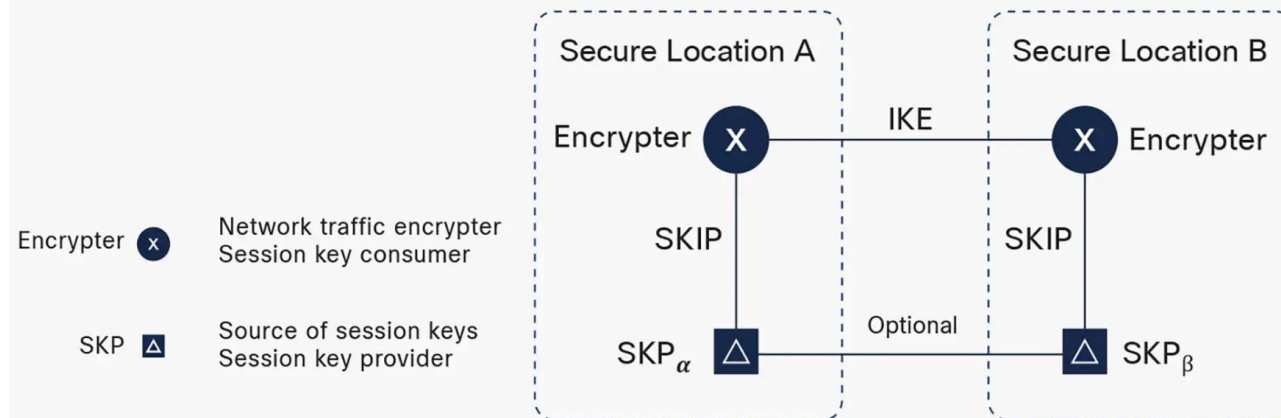 Secure Location A
Secure Location B
Encrypter X
IKE
X Encrypter
SKIP
SKIP
Optional
SKPα
SKPβ
Encrypter X
Network traffic encrypter
Session key consumer
SKP
Source of session keys
Session key provider